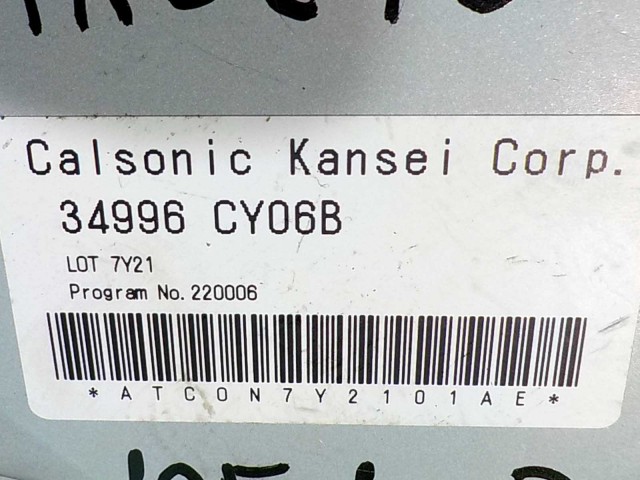 Calsonic Kansei Corp.
34996 CY06B
LOT 7Y21
Program No. 220006
*ATCON7Y2101AE*